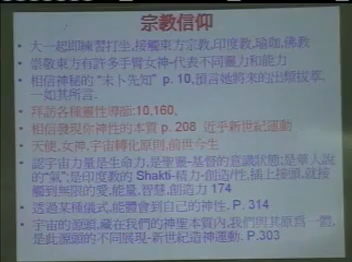 宗教信仰
• 大一起即練習打坐,接觸東方宗教,印度教,瑜珈,佛教
• 崇敬東方有許多手臂女神-代表不同靈力和能力
• 相信神秘的 "未卜先知" p. 10,預言她將來的出類拔萃,
一如其所言.
• 拜訪各種靈性導師:10,160,
• 相信發現你神性的本質 p. 208 近乎新世紀運動
• 天使,女神,宇宙轉化原則,前世今生
• 認宇宙力量是生命力,是聖靈-基督的意識狀態;是華人說
的"氣";是印度教的 Shakti-精力-創造/性,插上接頭,就接
觸到無限的愛,能量,智慧,創造力 174
• 透過某種儀式,能體會到自己的神性, P. 314
• 宇宙的源頭,藏在我們的神聖本質內,我們與其原爲一體,
是此源頭的不同展現-新世紀造神運動. P.303